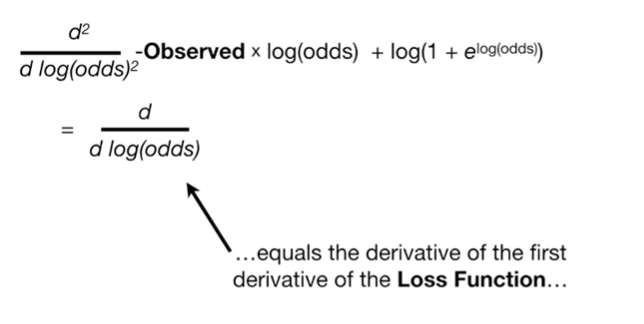 d²
d log(odds)² -Observed x log(odds) + log(1 + e^log(odds))
= d
d log(odds)
…equals the derivative of the first
derivative of the Loss Function…